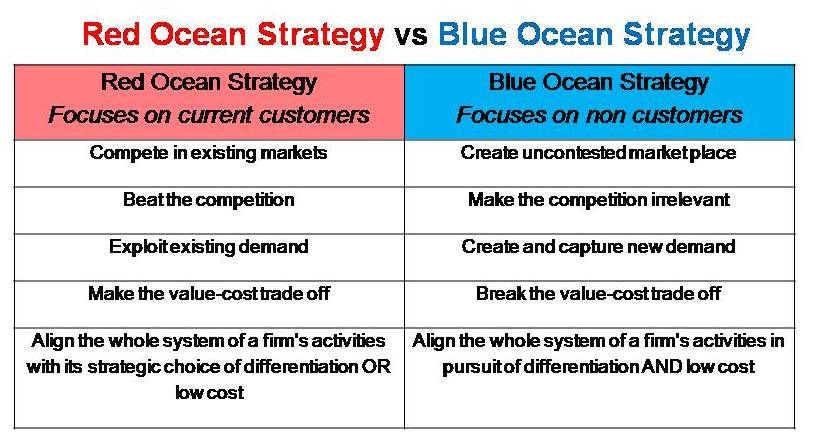 Red Ocean Strategy vs Blue Ocean Strategy
Red Ocean Strategy
Focuses on current customers
Blue Ocean Strategy
Focuses on non customers
Compete in existing markets
Create uncontested market place
Beat the competition
Make the competition irrelevant
Exploit existing demand
Create and capture new demand
Make the value-cost trade off
Break the value-cost trade off
Align the whole system of a firm's activities
with its strategic choice of differentiation OR
low cost
Align the whole system of a firm's activities in
pursuit of differentiation AND low cost